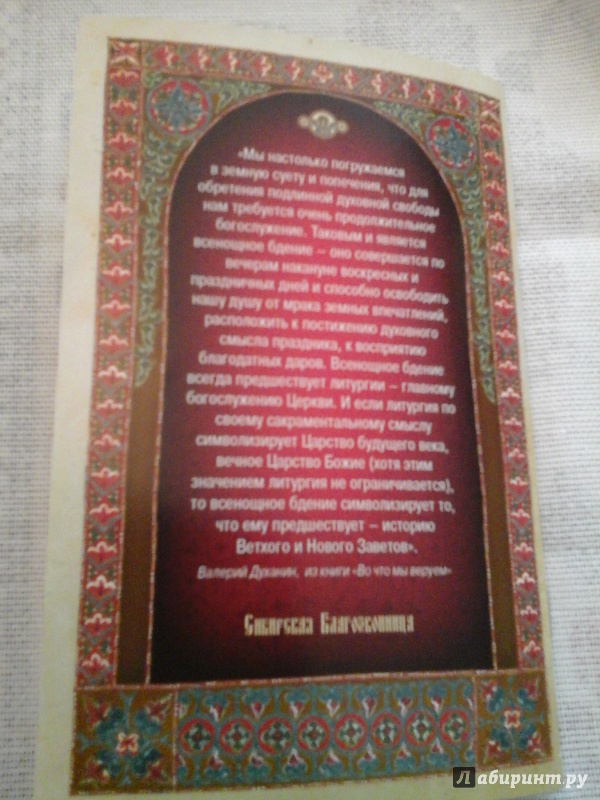 «Мы настолько погружаемся
в земную суету и попечения, что для
обретения подлинной духовной свободы
нам требуется очень продолжительное
богослужение. Таковым и является
всенощное бдение – оно совершается по
вечерам накануне воскресных и
праздничных дней и способно освободить
нашу душу от мрака земных впечатлений,
расположить к постижению духовного
смысла праздника, к восприятию
благодатных даров. Всенощное бдение
всегда предшествует литургии – главному
богослужению Церкви. И если литургия по
своему сакраментальному смыслу
символизирует Царство будущего века,
вечное Царство Божие (хотя этим
значением литургия не ограничивается),
то всенощное бдение символизирует то,
что ему предшествует – историю
Ветхого и Нового Заветов».
Валерий Духанин, из книги «Во что мы веруем»
Сибирская Благозвонница
Лабиринт.ру